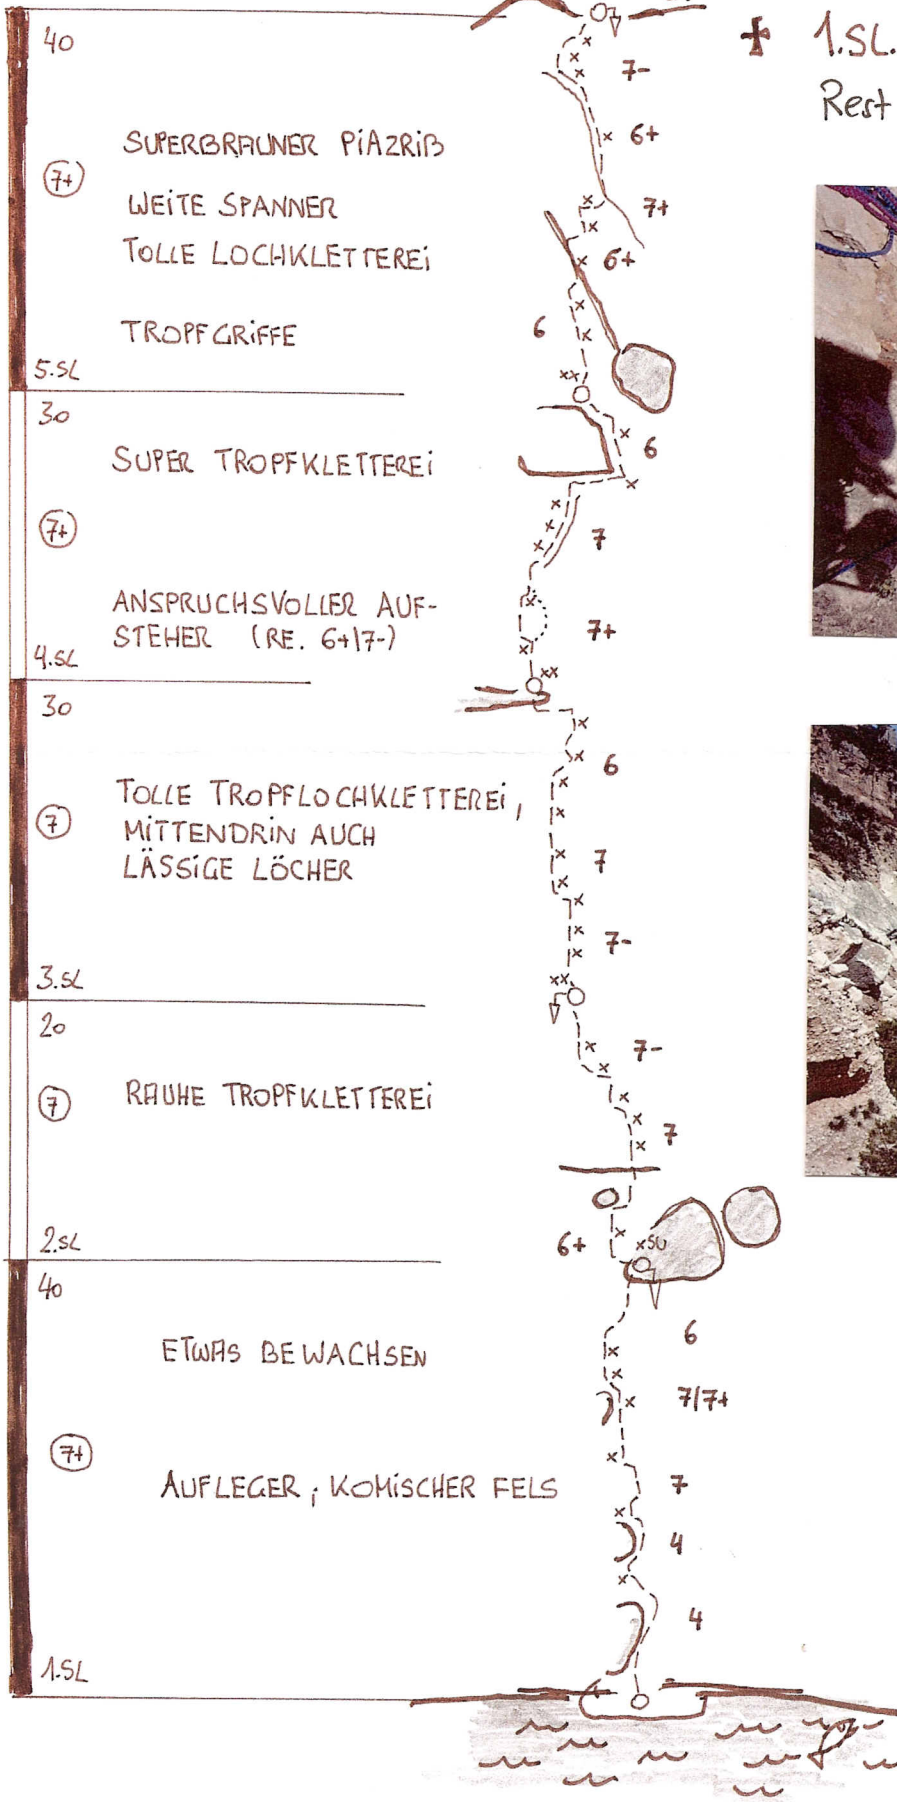 40
† 1.SL.
7-
Rest
6+
SUPERBRAUNER PIAZRIß
7+
WEITE SPANNER
7+
TOLLE LOCHKLETTEREI
6+
TROPFGRIFFE
6
5.SL
30
6
SUPER TROPFKLETTEREI
7+
7
ANSPRUCHSVOLLER AUF-
STEHER (RE. 6+/7-)
7+
4.SL
30
6
TOLLE TROPFLOCHKLETTEREI,
MITTENDRIN AUCH
LÄSSIGE LÖCHER
7
7
7-
3.SL
20
7-
7
RAUHE TROPFKLETTEREI
7
6+
SU
2.SL
40
6
ETWAS BEWACHSEN
7/7+
7+
AUFLEGER; KOMISCHER FELS
7
4
4
1.SL